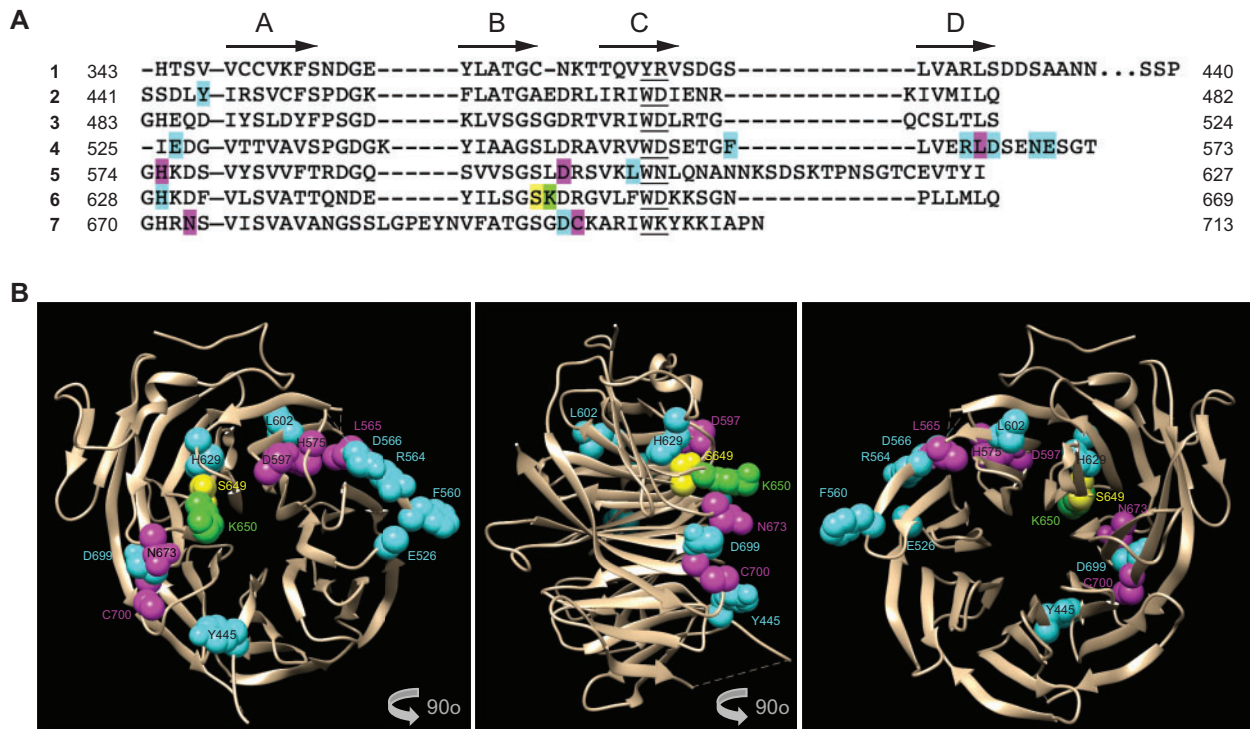 A
A B C D
1 343 -HTSV—VCCVKFSNDGE------YLATGC-NKTTQVYRVSDGS-------------LVARLSDDSAANN...SSP 440
2 441 SSDLY—IRSVCFSPDGK------FLATGAEDRLIRIWDIENR-------------KIVMILQ 482
3 483 GHEQD—IYSLDYFPSGD------KLVSGSGDRTVRIWDLRTG-------------QCSLTLS 524
4 525 -IEDG—VTTVAVSPGDGK-----YIAAGSLDRAVRVWDSETGF-------------LVERLDSENESGT 573
5 574 GHKDS—VYSVVFTRDGQ------SVVSGSLDRSVKLWNLQNANNKSDSKTPNSGTCEVTYI 627
6 628 GHKDF—VLSVATTQNDE------YILSGSKDRGVLFWDKKSGN------------PLLMLQ 669
7 670 GHRNS—VISVAVANGSSLGPEYNVFATGSGDCKARIWKYKKIAPN 713
B
L602 L565
H575 D566
H629 D597 R564
S649 F560
K650
D699 N673 E526
C700
Y445
90o
L602 D597
H629
S649
K650
N673
D699
C700
Y445
90o
L565 L602
D566 H575 D597 H629
R564
S649
F560 K650 N673
E526
D699
C700
Y445